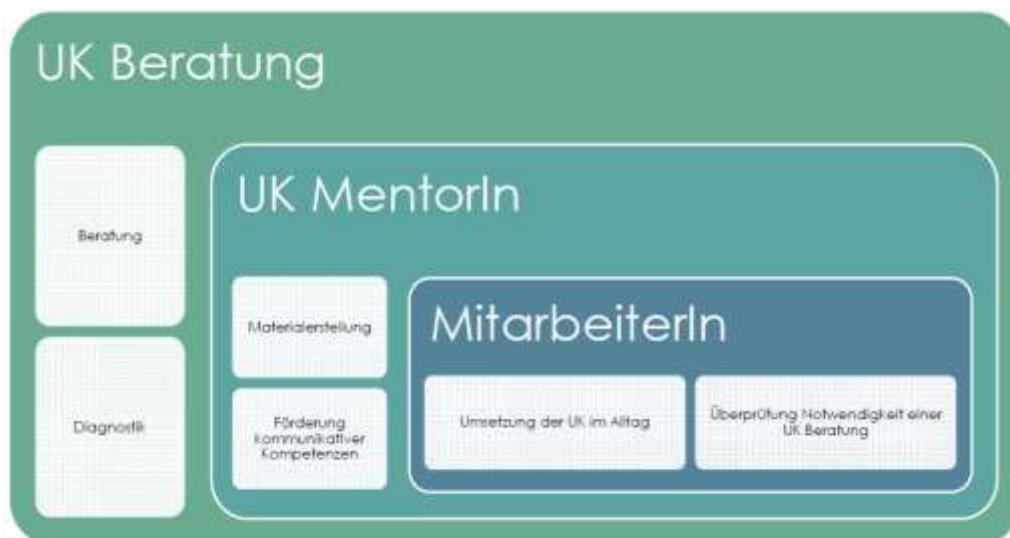 UK Beratung
Beratung
Diagnostik
UK MentorIn
Materialerstellung
Förderung
kommunikativer
Kompetenzen
MitarbeiterIn
Umsetzung der UK im Alltag
Überprüfung Notwendigkeit einer
UK Beratung